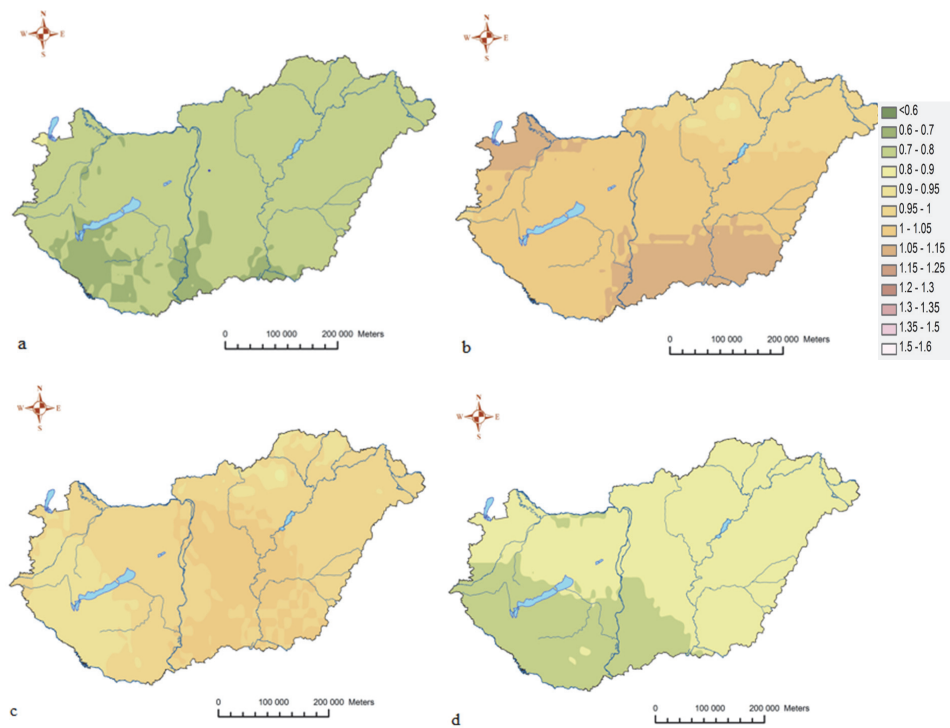 N
W E
S
N
W E
S
<0.6
0.6 - 0.7
0.7 - 0.8
0.8 - 0.9
0.9 - 0.95
0.95 - 1
1 - 1.05
1.05 - 1.15
1.15 - 1.25
1.2 - 1.3
1.3 - 1.35
1.35 - 1.5
1.5 -1.6
0 100 000 200 000 Meters
a
0 100 000 200 000 Meters
b
N
W E
S
N
W E
S
0 100 000 200 000 Meters
c
0 100 000 200 000 Meters
d